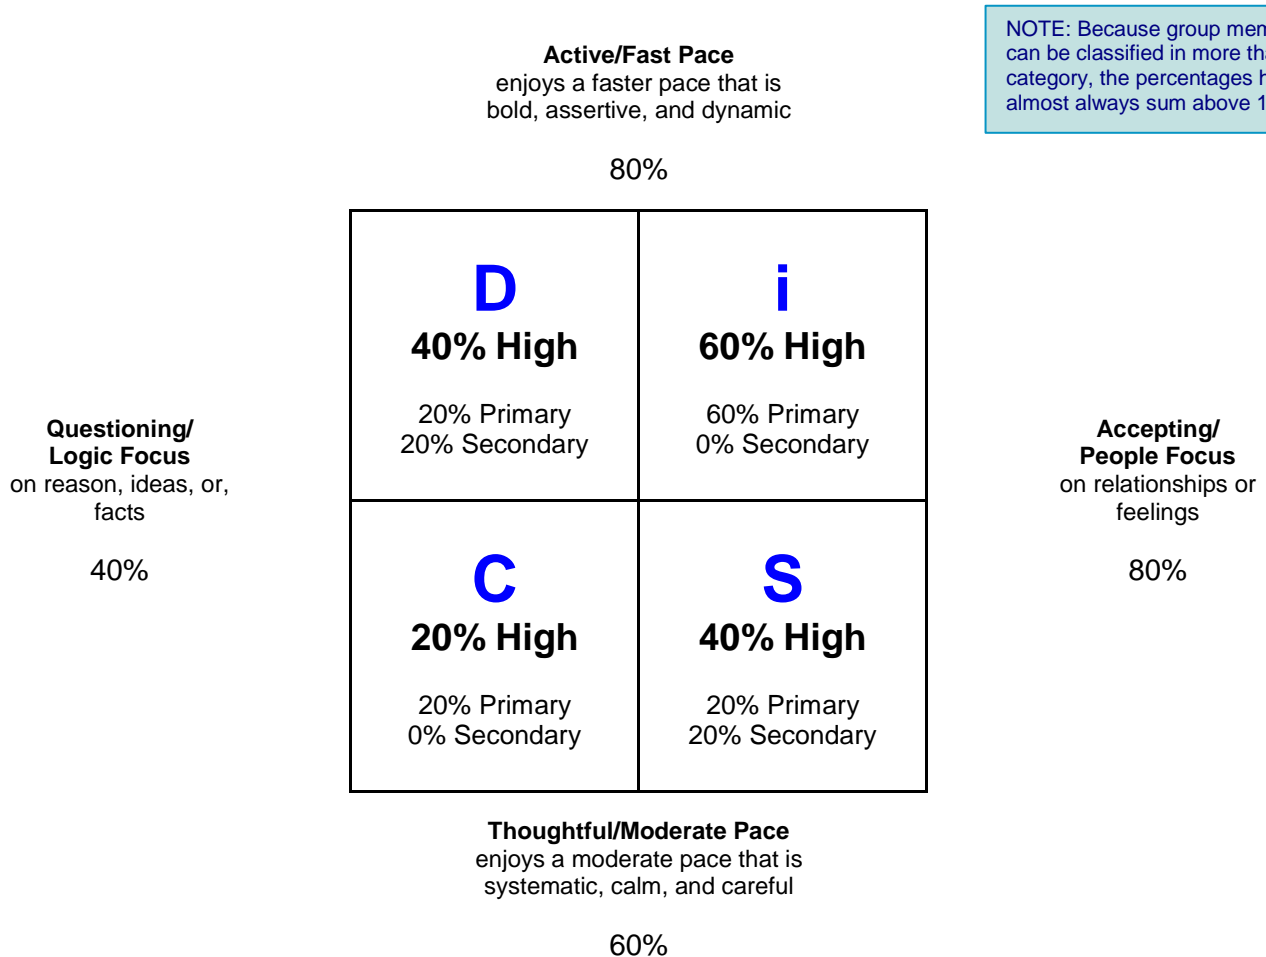 NOTE: Because group
can be classified in more
category, the percentages
almost always sum above
Active/Fast Pace
enjoys a faster pace that is
bold, assertive, and dynamic
80%
D
40% High
20% Primary
20% Secondary
i
60% High
60% Primary
0% Secondary
Questioning/
Logic Focus
on reason, ideas, or,
facts
40%
Accepting/
People Focus
on relationships or
feelings
80%
C
20% High
20% Primary
0% Secondary
S
40% High
20% Primary
20% Secondary
Thoughtful/Moderate Pace
enjoys a moderate pace that is
systematic, calm, and careful
60%